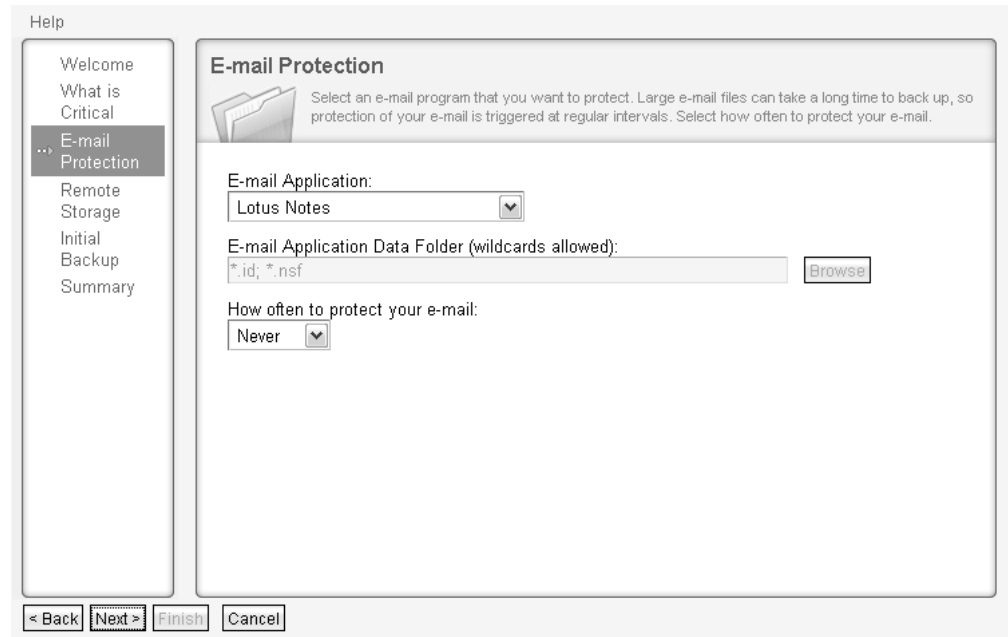 Help
Welcome
What is
Critical
E-mail
Protection
Remote
Storage
Initial
Backup
Summary
E-mail Protection
Select an e-mail program that you want to protect. Large e-mail files can take a long time to back up, so
protection of your e-mail is triggered at regular intervals. Select how often to protect your e-mail.
E-mail Application:
Lotus Notes
E-mail Application Data Folder (wildcards allowed):
*.id; *.nsf
Browse
How often to protect your e-mail:
Never
< Back Next > Finish Cancel